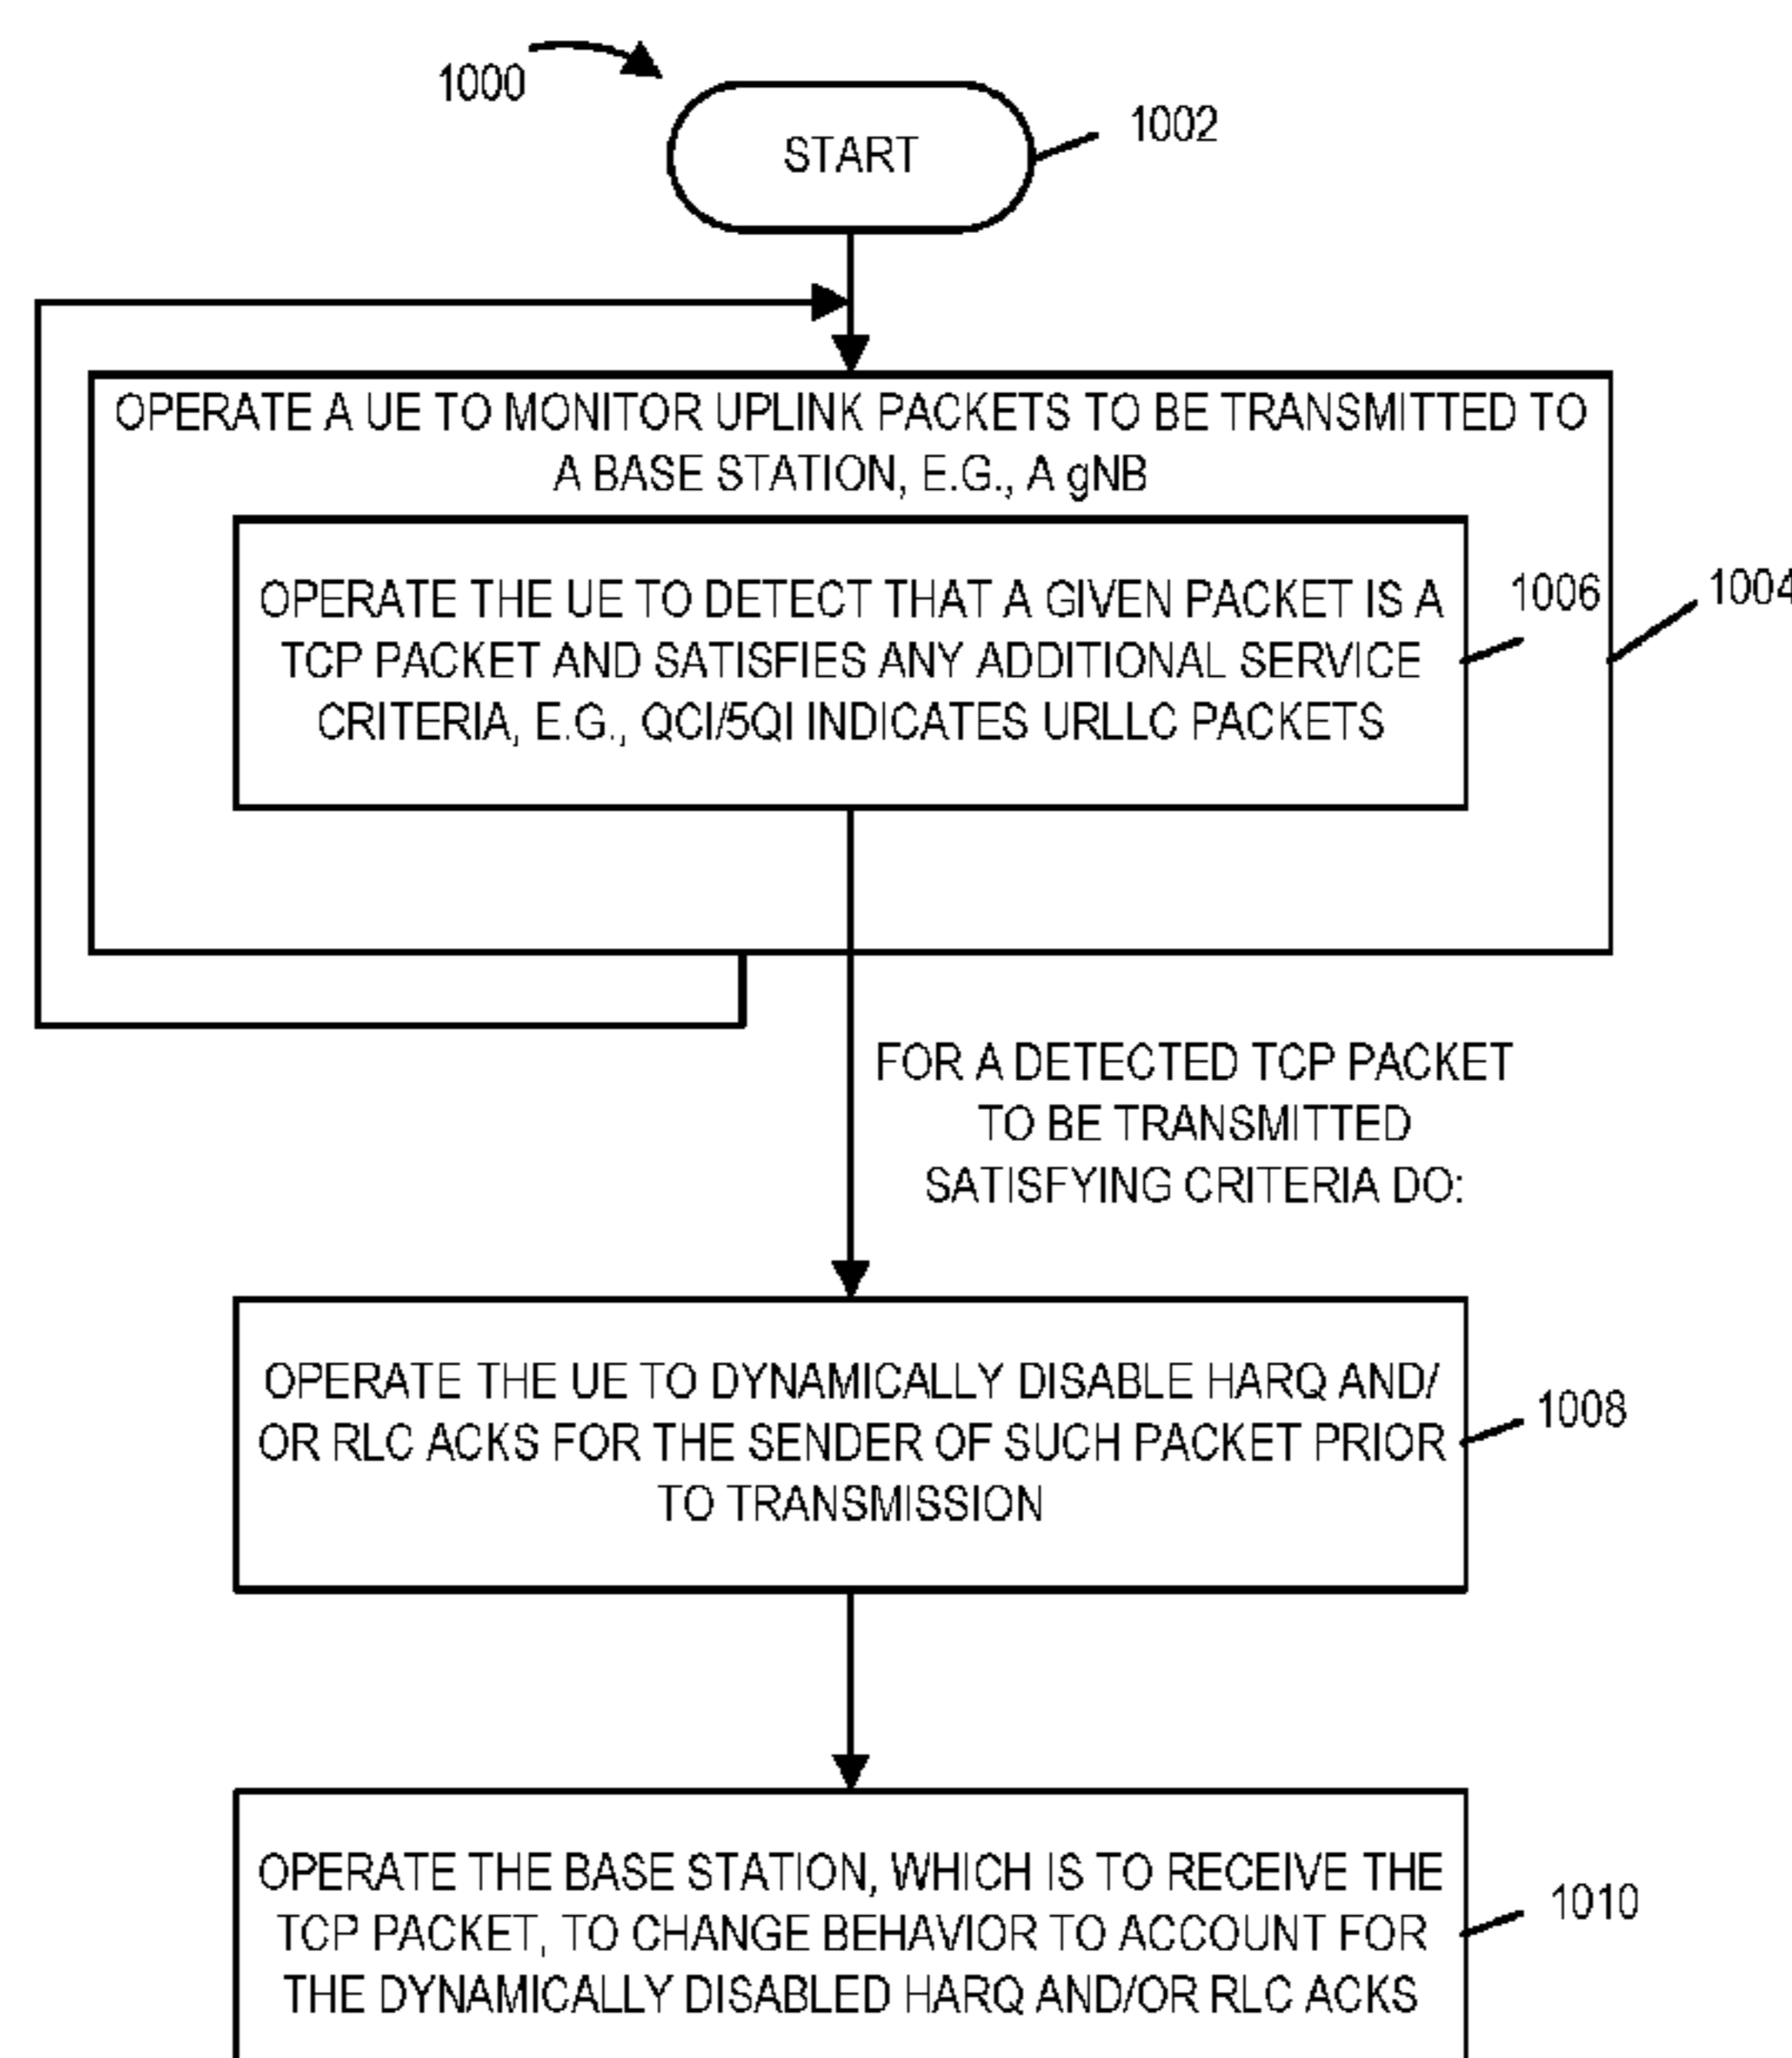 1000
START
1002
OPERATE A UE TO MONITOR UPLINK PACKETS TO BE TRANSMITTED TO
A BASE STATION, E.G., A gNB
OPERATE THE UE TO DETECT THAT A GIVEN PACKET IS A
TCP PACKET AND SATISFIES ANY ADDITIONAL SERVICE
CRITERIA, E.G., QCI/5QI INDICATES URLLC PACKETS
1006
1004
FOR A DETECTED TCP PACKET
TO BE TRANSMITTED
SATISFYING CRITERIA DO:
OPERATE THE UE TO DYNAMICALLY DISABLE HARQ AND/
OR RLC ACKS FOR THE SENDER OF SUCH PACKET PRIOR
TO TRANSMISSION
1008
OPERATE THE BASE STATION, WHICH IS TO RECEIVE THE
TCP PACKET, TO CHANGE BEHAVIOR TO ACCOUNT FOR
THE DYNAMICALLY DISABLED HARQ AND/OR RLC ACKS
1010